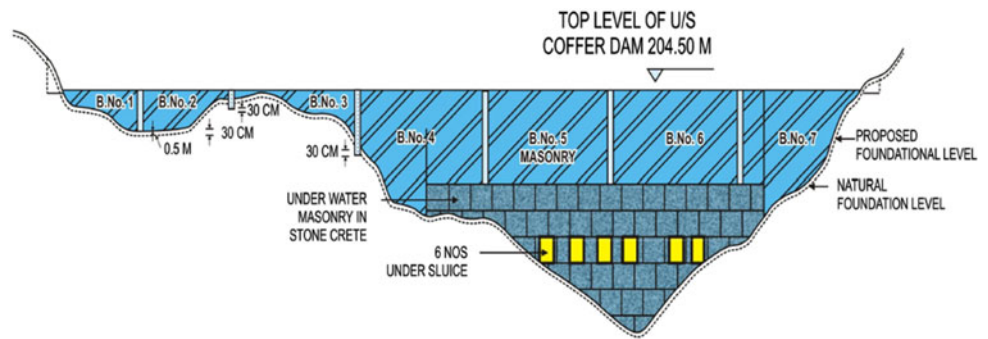 TOP LEVEL OF U/S
COFFER DAM 204.50 M
B.No. 1
B.No. 2
B.No. 3
B.No. 4
B.No. 5
MASONRY
B.No. 6
B.No. 7
30 CM
30 CM
0.5 M
30 CM
PROPOSED
FOUNDATIONAL LEVEL
NATURAL
FOUNDATION LEVEL
UNDER WATER
MASONRY IN
STONE CRETE
6 NOS
UNDER SLUICE